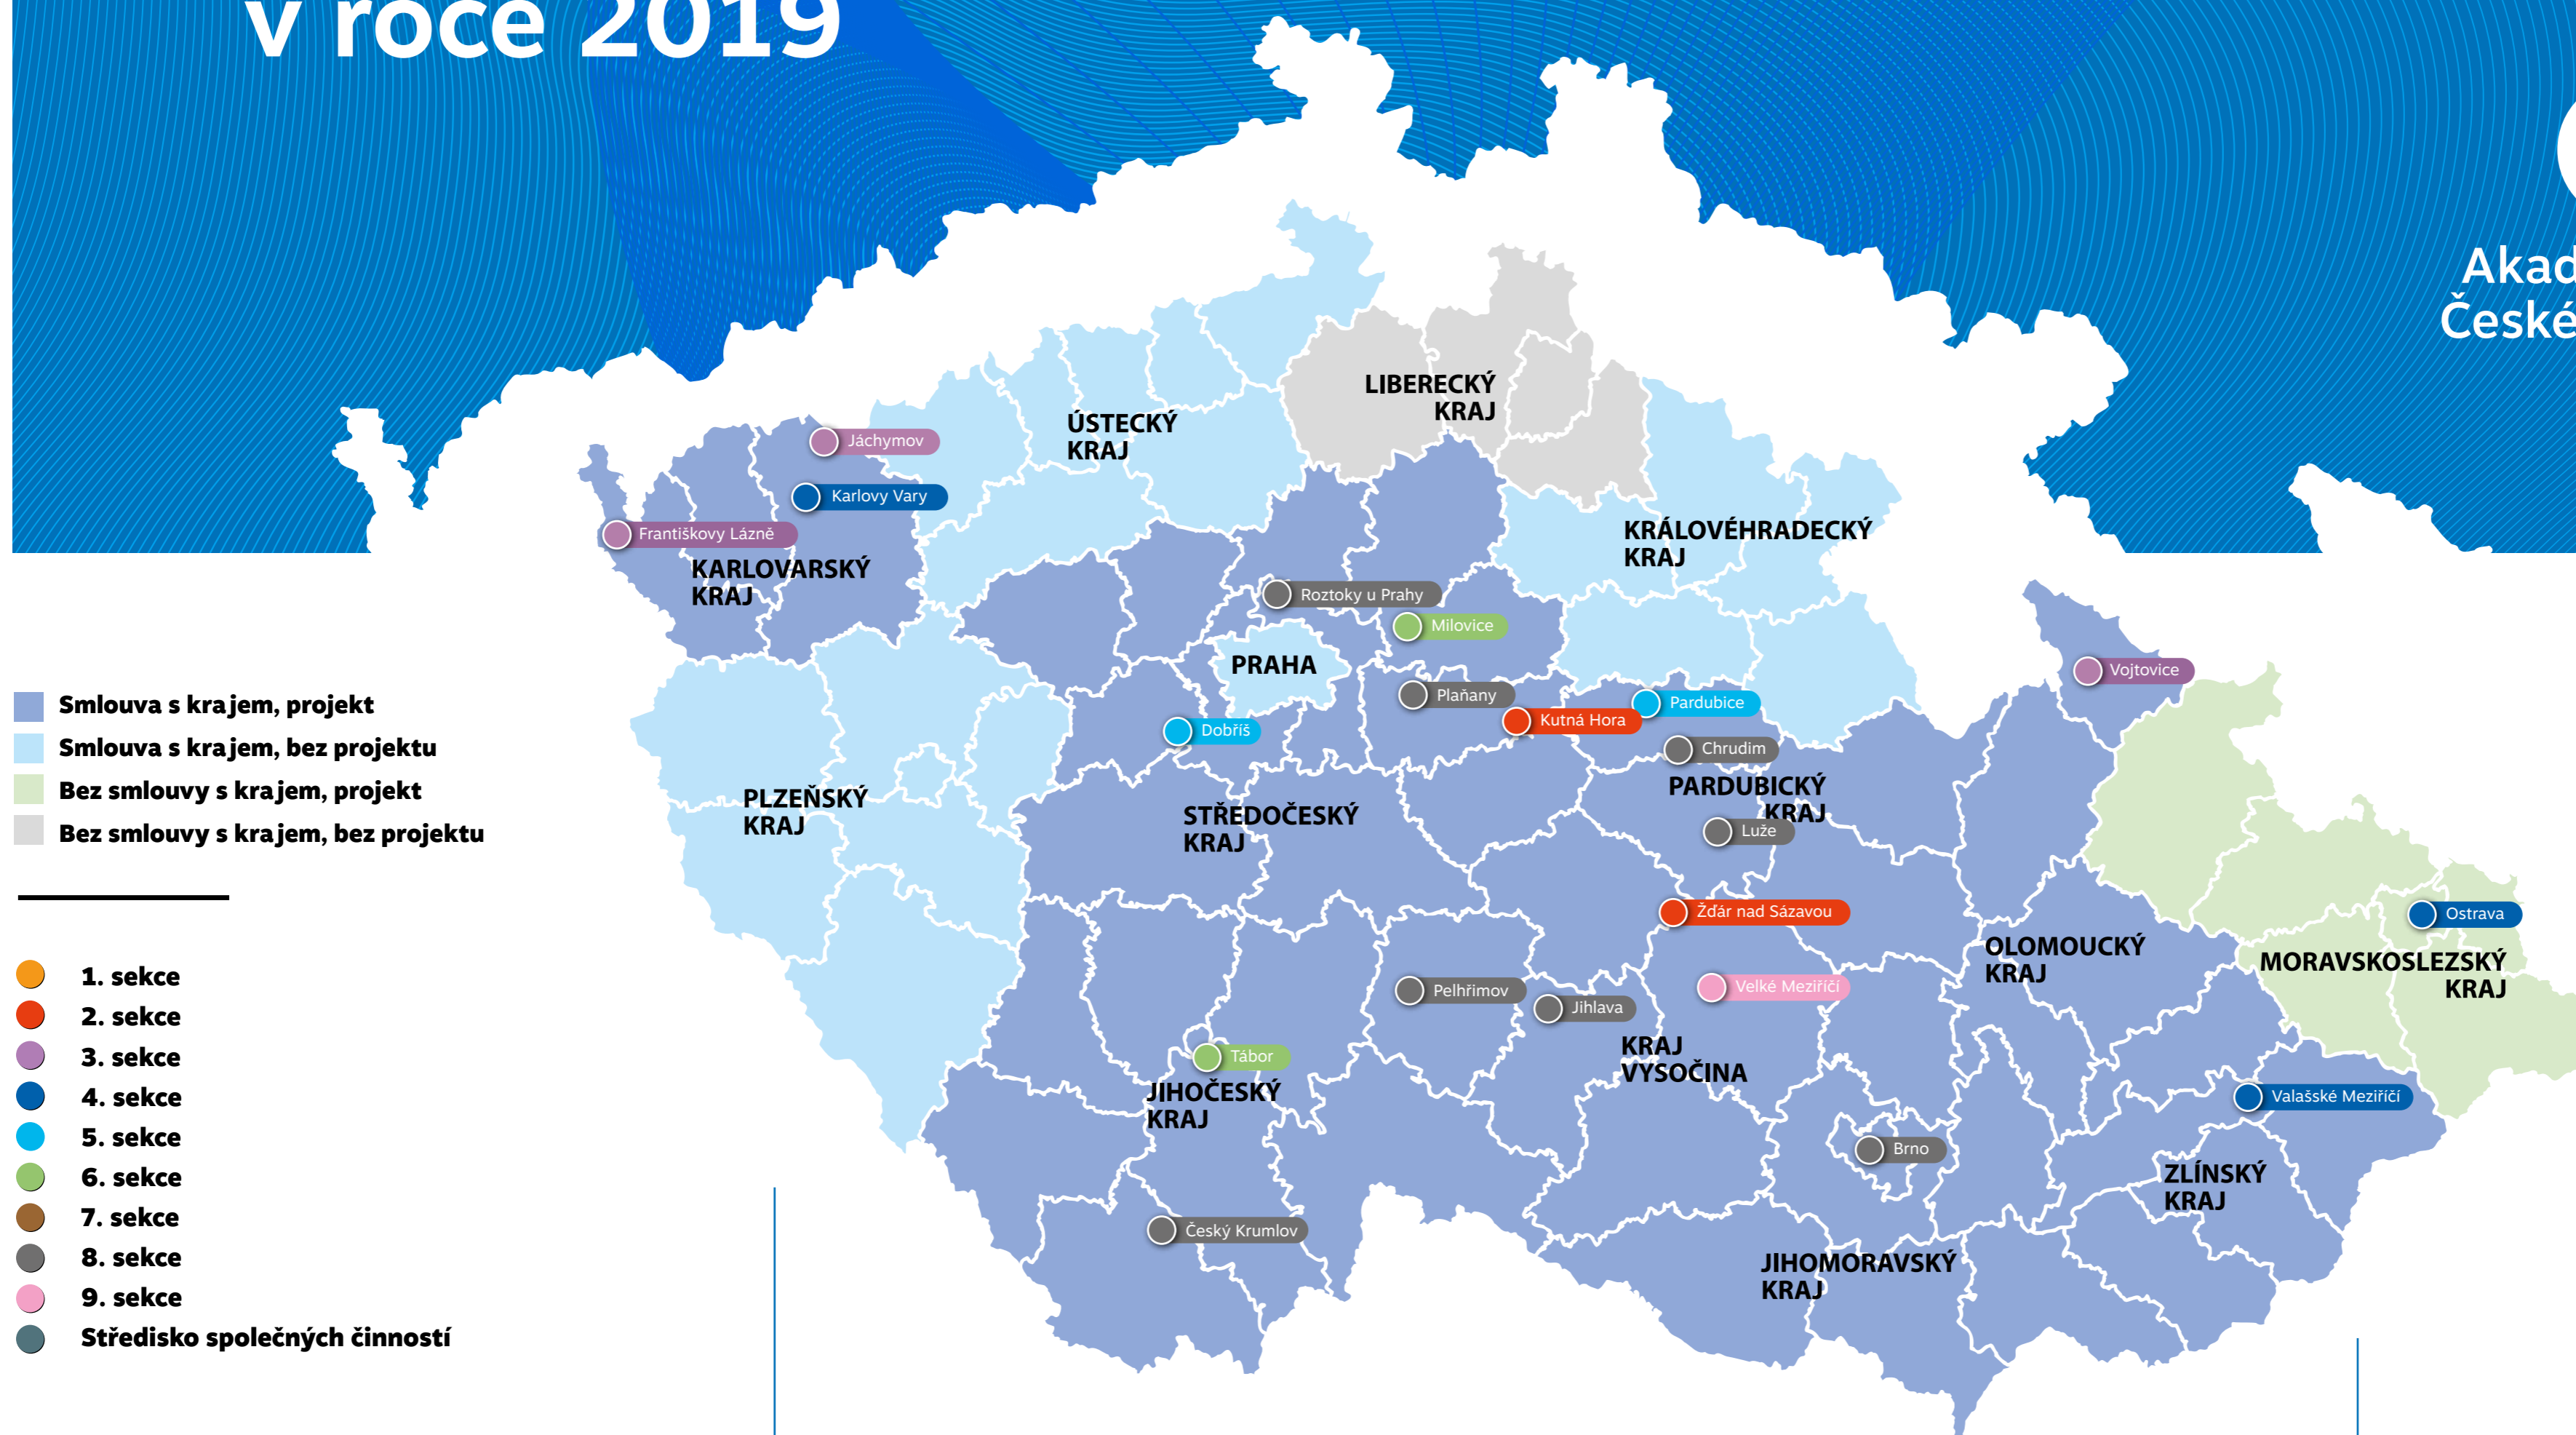 v roce 2019
Akad
České
LIBERECKÝ
KRAJ
ÚSTECKÝ
KRAJ
Jáchymov
Karlovy Vary
Františkovy Lázně
KARLOVARSKÝ
KRAJ
KRÁLOVÉHRADECKÝ
KRAJ
Roztoky u Prahy
Milovice
PRAHA
Vojtovice
Plaňany
Pardubice
Kutná Hora
Dobříš
Chrudim
PARDUBICKÝ
KRAJ
PLZEŇSKÝ
KRAJ
STŘEDOČESKÝ
KRAJ
Luže
Žďár nad Sázavou
Ostrava
OLOMOUCKÝ
KRAJ
MORAVSKOSLEZSKÝ
KRAJ
Pelhřimov
Velké Meziříčí
Jihlava
KRAJ
VYSOČINA
Tábor
JIHOČESKÝ
KRAJ
Valašské Meziříčí
Brno
ZLÍNSKÝ
KRAJ
Český Krumlov
JIHOMORAVSKÝ
KRAJ
Smlouva s krajem, projekt
Smlouva s krajem, bez projektu
Bez smlouvy s krajem, projekt
Bez smlouvy s krajem, bez projektu
1. sekce
2. sekce
3. sekce
4. sekce
5. sekce
6. sekce
7. sekce
8. sekce
9. sekce
Středisko společných činností